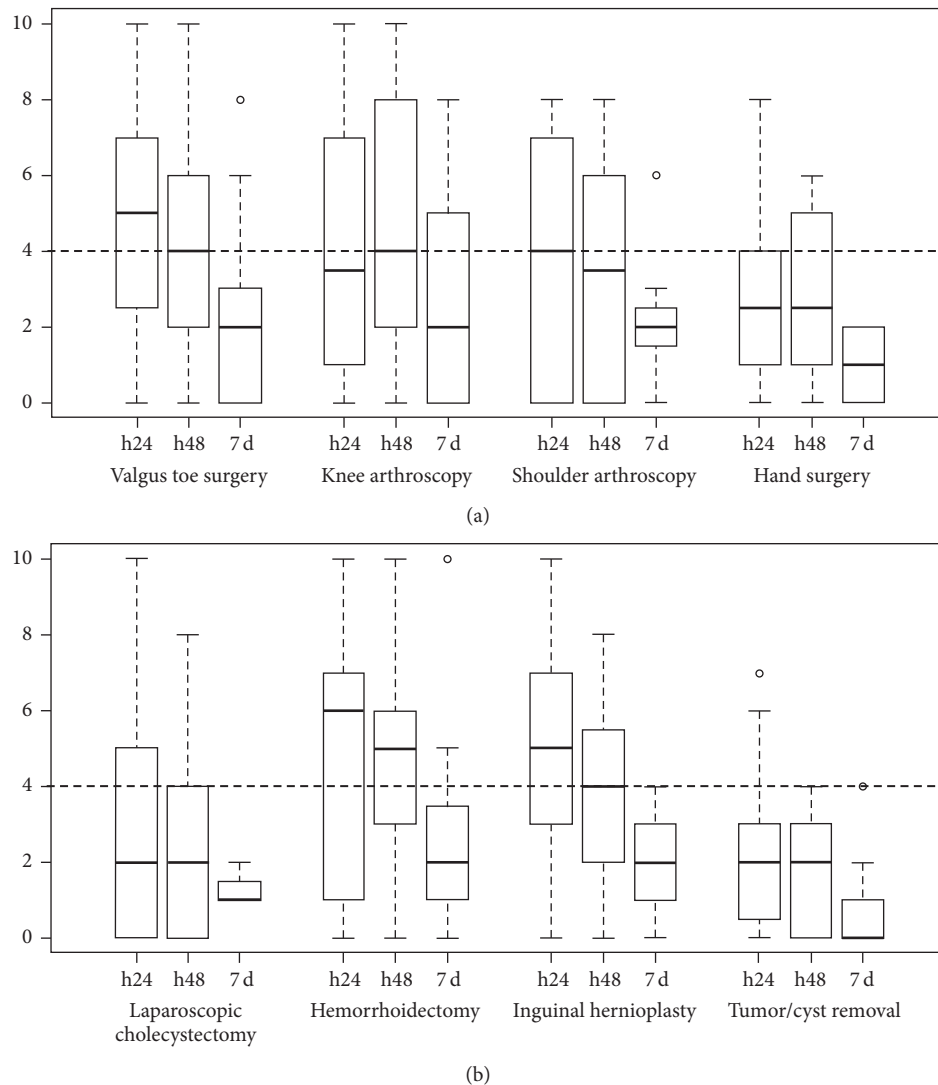 10
8
6
4
2
0
h24 h48 7 d h24 h48 7 d h24 h48 7 d h24 h48 7 d
Valgus toe surgery Knee arthroscopy Shoulder arthroscopy Hand surgery
(a)
10
8
6
4
2
0
h24 h48 7 d h24 h48 7 d h24 h48 7 d h24 h48 7 d
Laparoscopic cholecystectomy Hemorrhoidectomy Inguinal hernioplasty Tumor/cyst removal
(b)